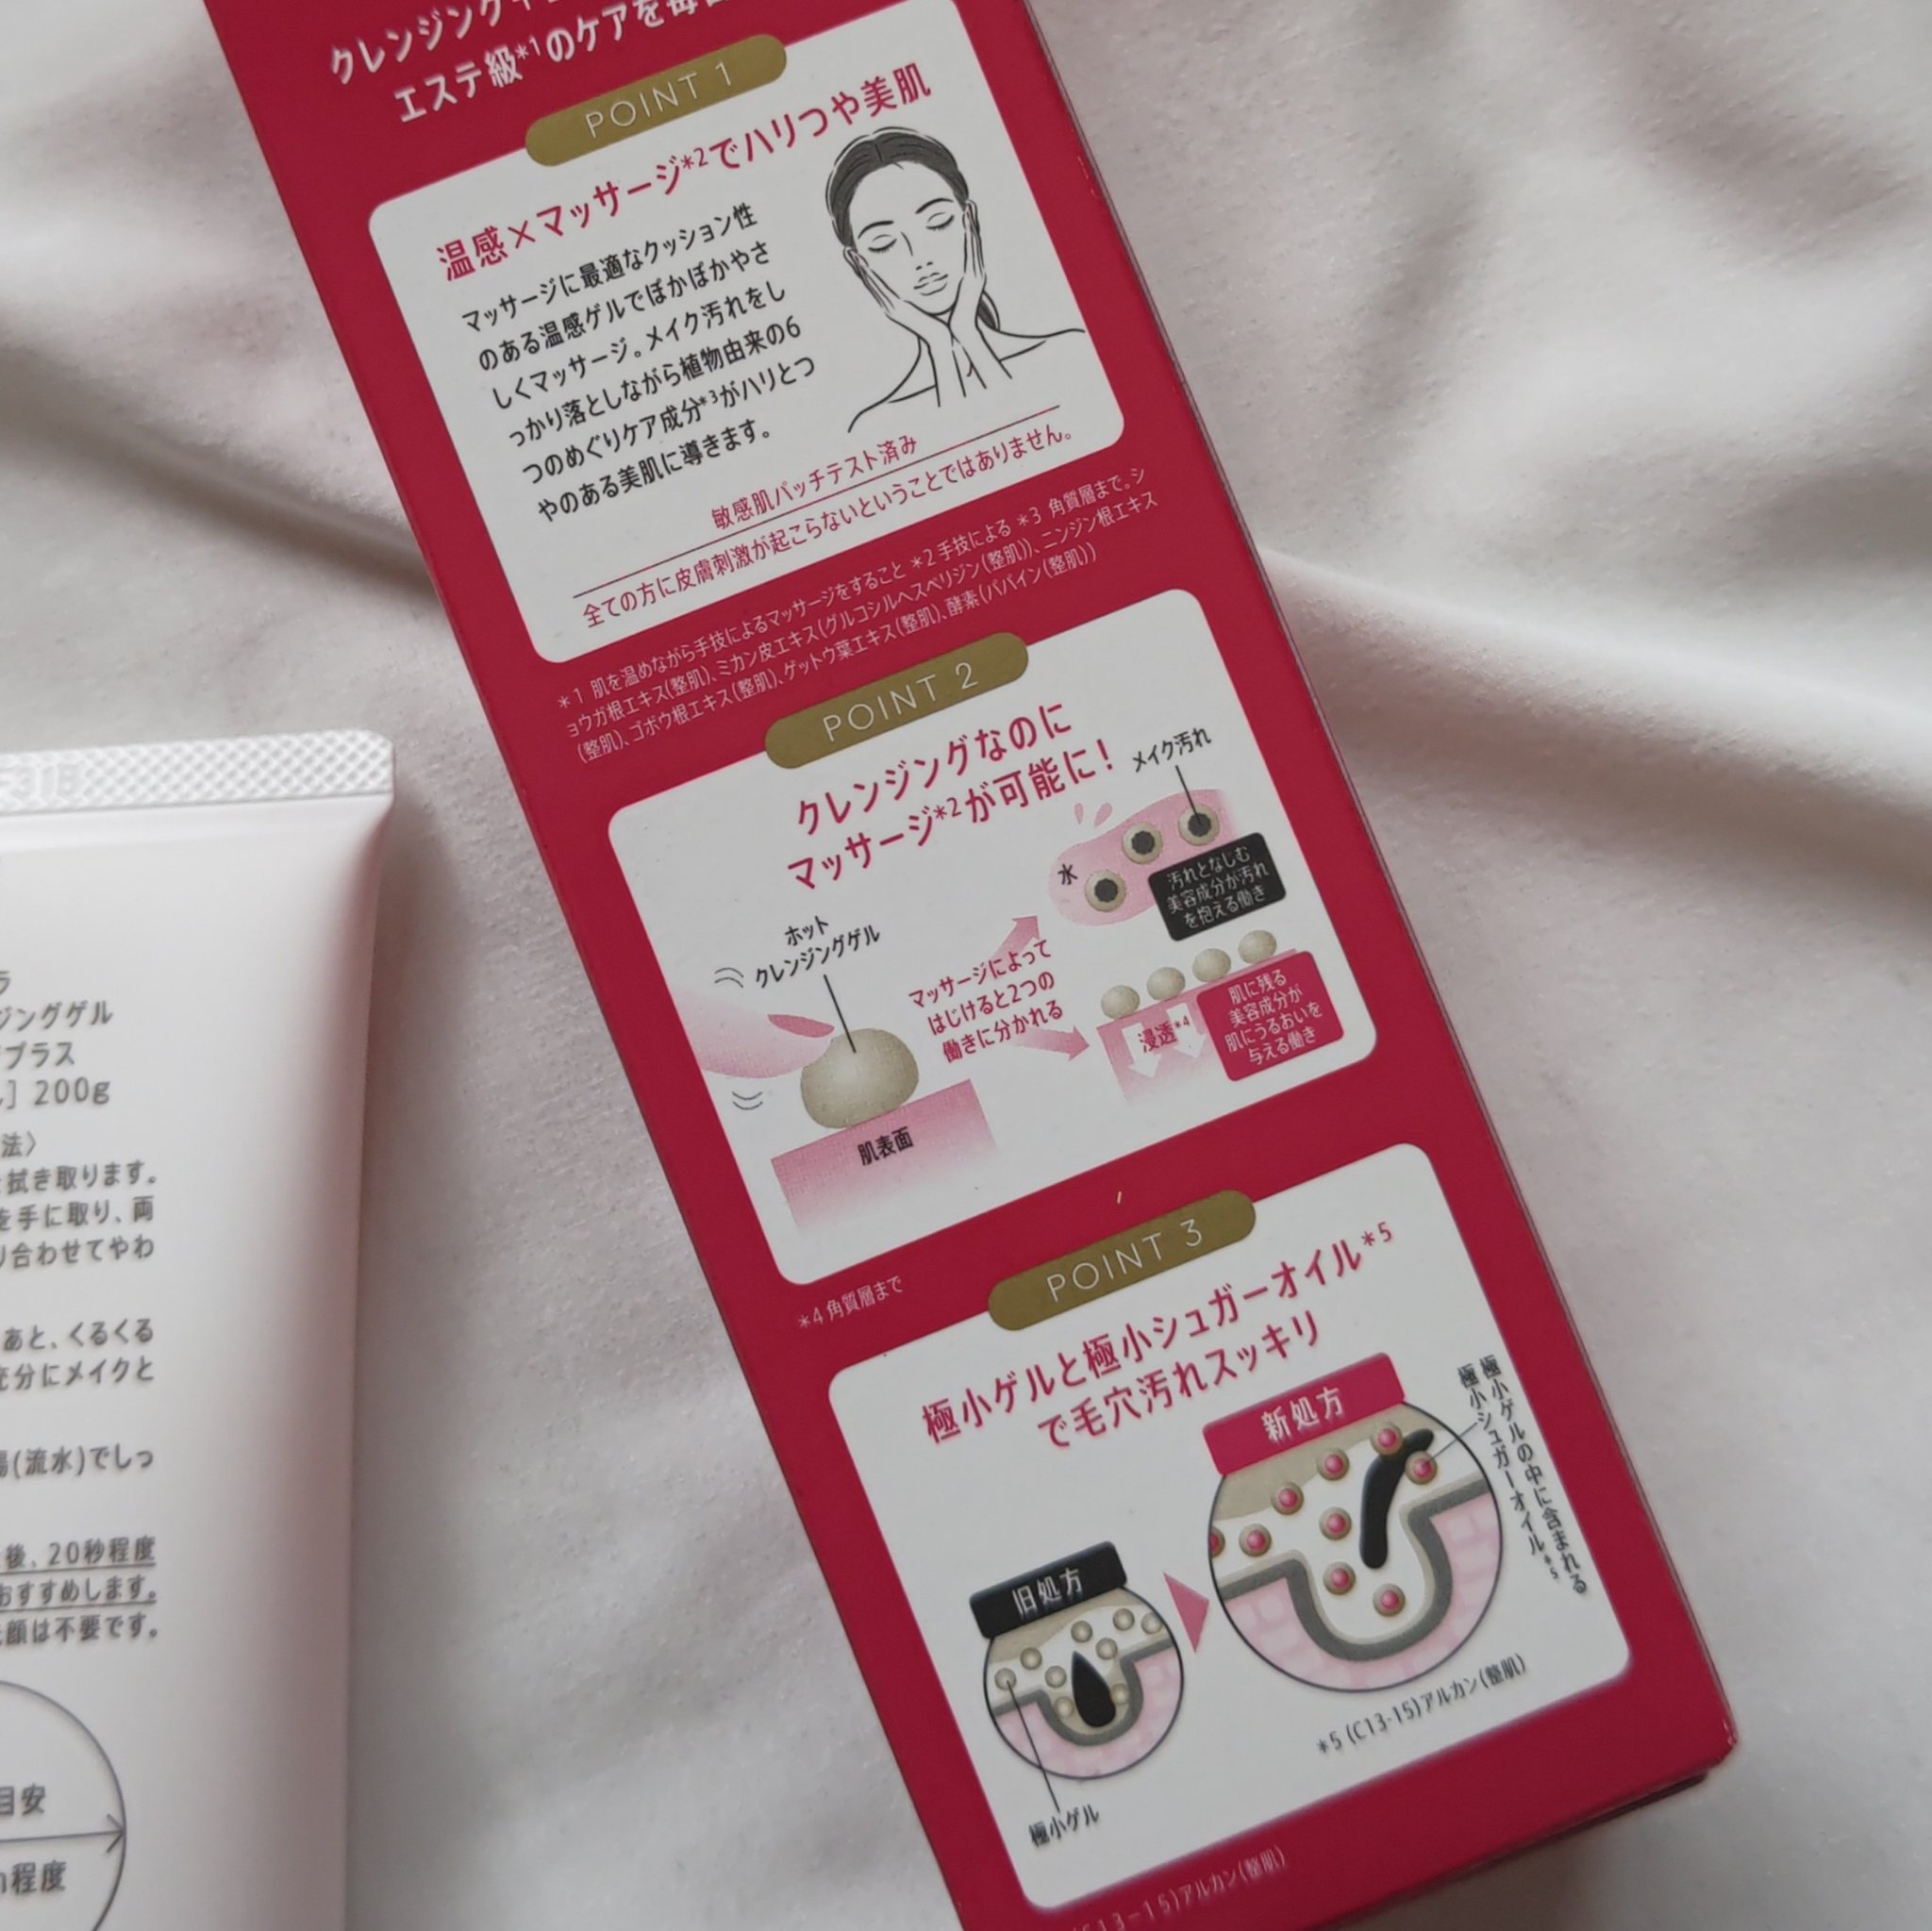 クレンジング
エステ級*1のケアを毎
POINT 1
温感×マッサージ*2でハリつや美肌
マッサージに最適なクッション性
のある温感ゲルでぽかぽかやさ
しくマッサージ。メイク汚れをし
っかり落としながら植物由来の6
つのめぐりケア成分*3がハリとつ
やのある美肌に導きます。
敏感肌パッチテスト済み
全ての方に皮膚刺激が起こらないということではありません。
*1 肌を温めながら手技によるマッサージをすること *2 手技による *3 角質層まで。シ
ョウガ根エキス(整肌)、ミカン皮エキス(グルコシルヘスペリジン(整肌))、ニンジン根エキス
(整肌)、ゴボウ根エキス(整肌)、ゲットウ葉エキス(整肌)、酵素(パパイン(整肌))
POINT 2
クレンジングなのに
マッサージ*2が可能に!
メイク汚れ
水
汚れとなじむ
美容成分が汚れ
を抱える働き
ホット
クレンジングゲル
マッサージによって
はじけると2つの
働きに分かれる
浸透*4
肌に残る
美容成分が
肌にうるおいを
与える働き
肌表面
*4 角質層まで
POINT 3
極小ゲルと極小シュガーオイル*5
で毛穴汚れスッキリ
新処方
極小ゲルの中に含まれる
極小シュガーオイル*5
旧処方
極小ゲル
*5 (C13-15)アルカン(整肌)
(C13-15)アルカン(整肌)
ラ
ジングゲル
プラス
] 200g
法〉
拭き取ります。
を手に取り、両
り合わせてやわ
あと、くるくる
充分にメイクと
湯(流水)でしっ
後、20秒程度
おすすめします。
顔は不要です。
目安
程度